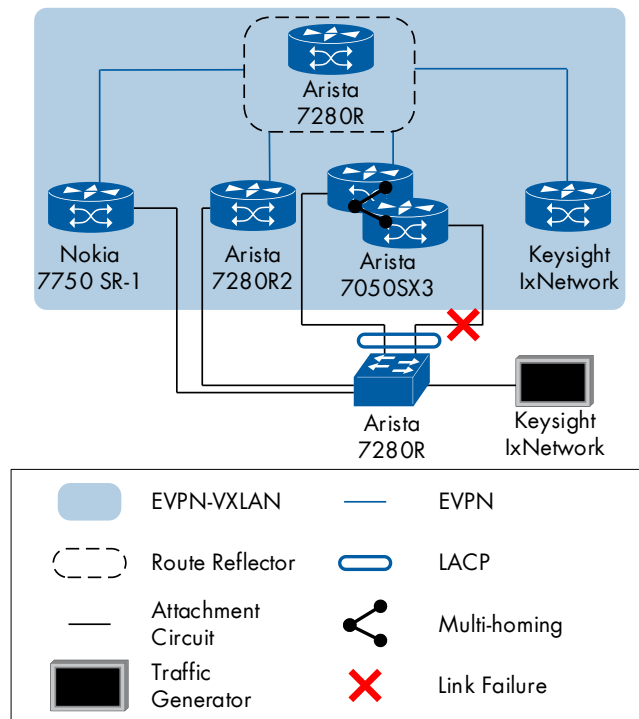 Arista
7280R
Nokia
7750 SR-1
Arista
7280R2
Arista
7050SX3
Keysight
IxNetwork
Arista
7280R
Keysight
IxNetwork
EVPN-VXLAN
EVPN
Route Reflector
LACP
Attachment
Circuit
Multi-homing
Traffic
Generator
Link Failure